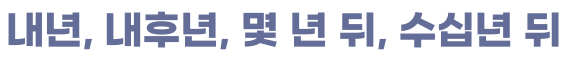 내년, 내후년, 몇 년 뒤, 수십년 뒤